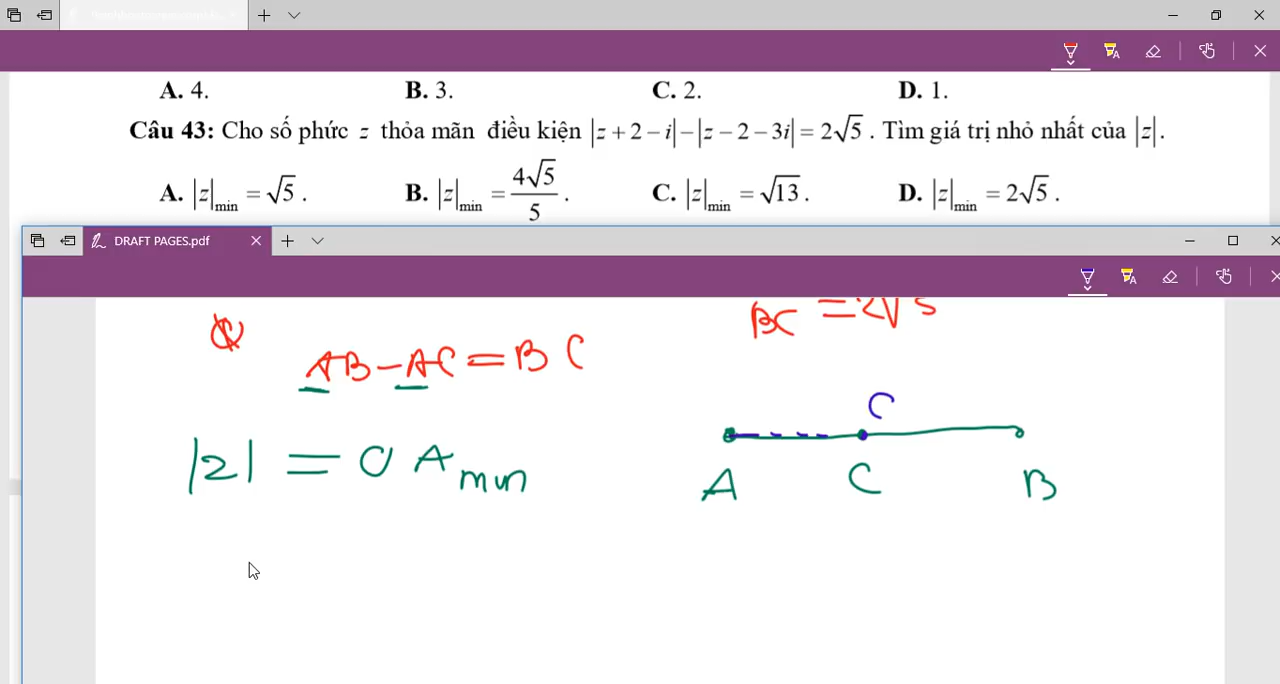 A. 4. B. 3. C. 2. D. 1.
Câu 43: Cho số phức z thỏa mãn điều kiện |z + 2 − i| − |z − 2 − 3i| = 2√5. Tìm giá trị nhỏ nhất của |z|.
A. |z|min = √5. B. |z|min = 4√5/5. C. |z|min = √13. D. |z|min = 2√5.
DRAFT PAGES.pdf
BC = 2√5
AB − AC = BC
C
|z| = OA min
A C B